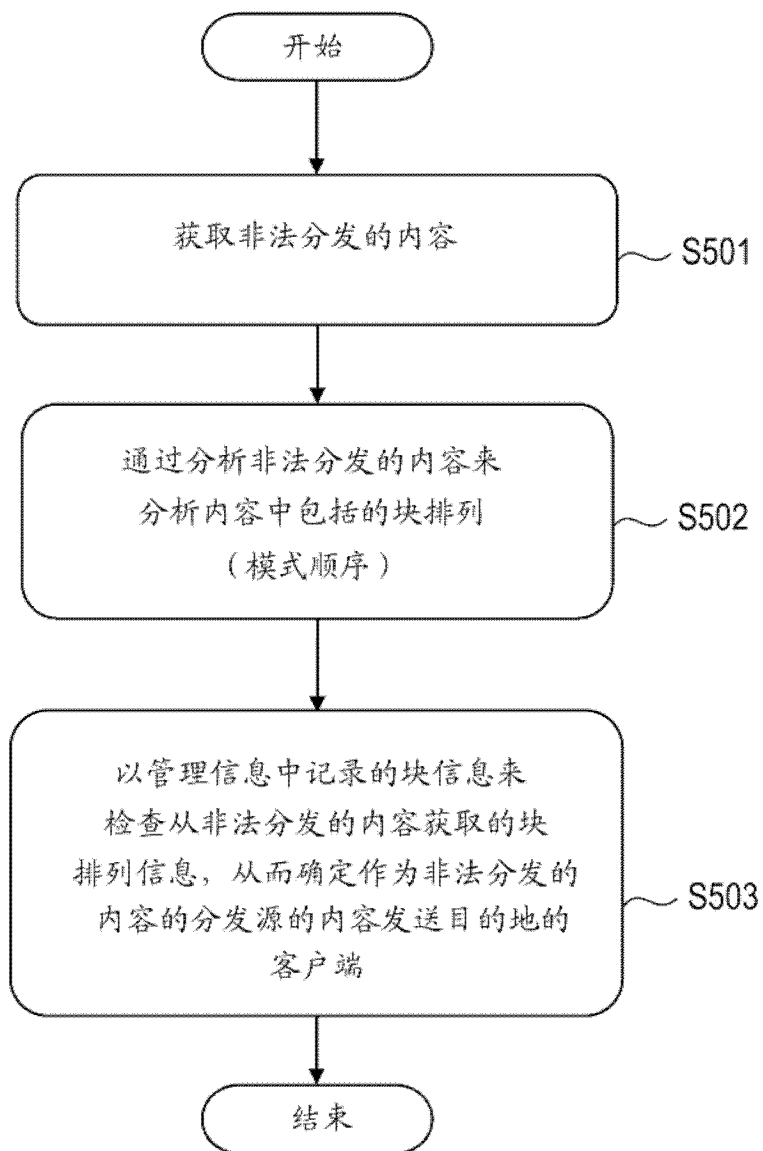 开始
获取非法分发的内容
S501
通过分析非法分发的内容来
分析内容中包括的块排列
（模式顺序）
S502
以管理信息中记录的块信息来
检查从非法分发的内容获取的块
排列信息，从而确定作为非法分发的
内容的分发源的内容发送目的地的
客户端
S503
结束